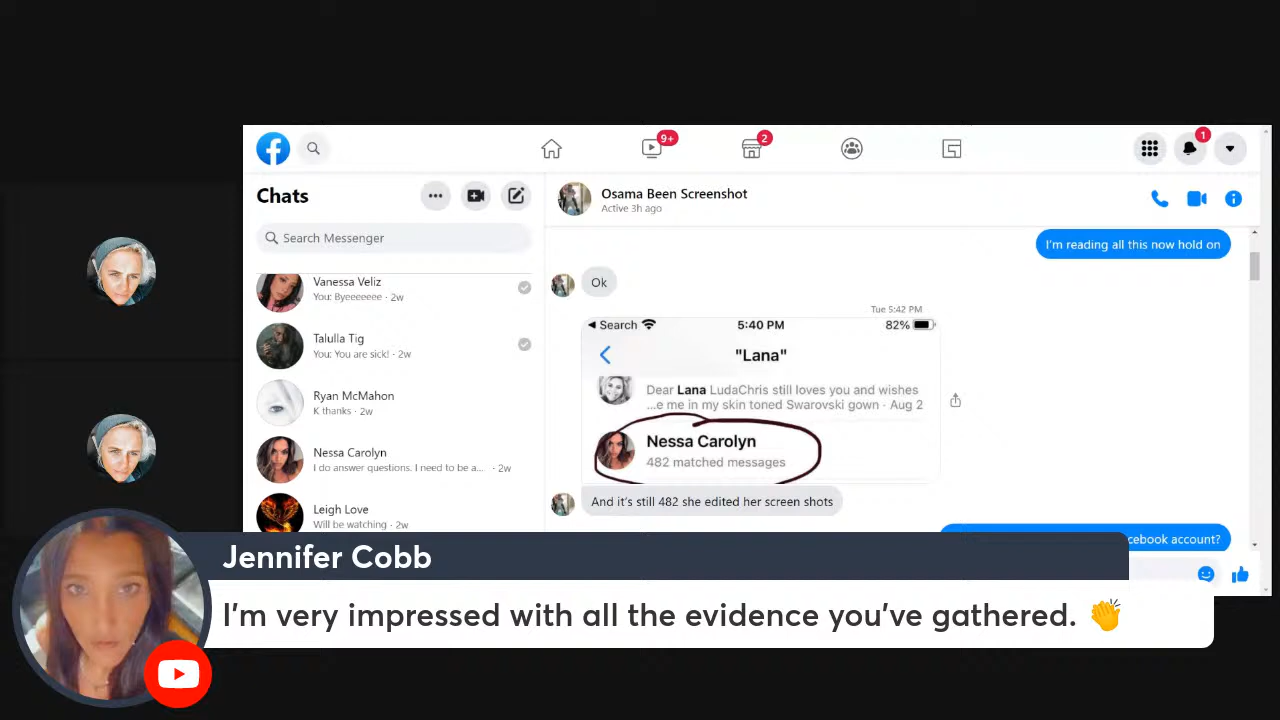 9+
2
1
Chats
Search Messenger
Vanessa Veliz
You: Byeeeeee · 2w
Talulla Tig
You: You are sick! · 2w
Ryan McMahon
K thanks · 2w
Nessa Carolyn
I do answer questions. I need to be a... · 2w
Leigh Love
Will be watching · 2w
Osama Been Screenshot
Active 3h ago
I'm reading all this now hold on
Ok
Tue 5:42 PM
Search 5:40 PM 82%
"Lana"
Dear Lana LudaChris still loves you and wishes
...e me in my skin toned Swarovski gown · Aug 2
Nessa Carolyn
482 matched messages
And it's still 482 she edited her screen shots
cebook account?
Jennifer Cobb
I'm very impressed with all the evidence you've gathered. 👏